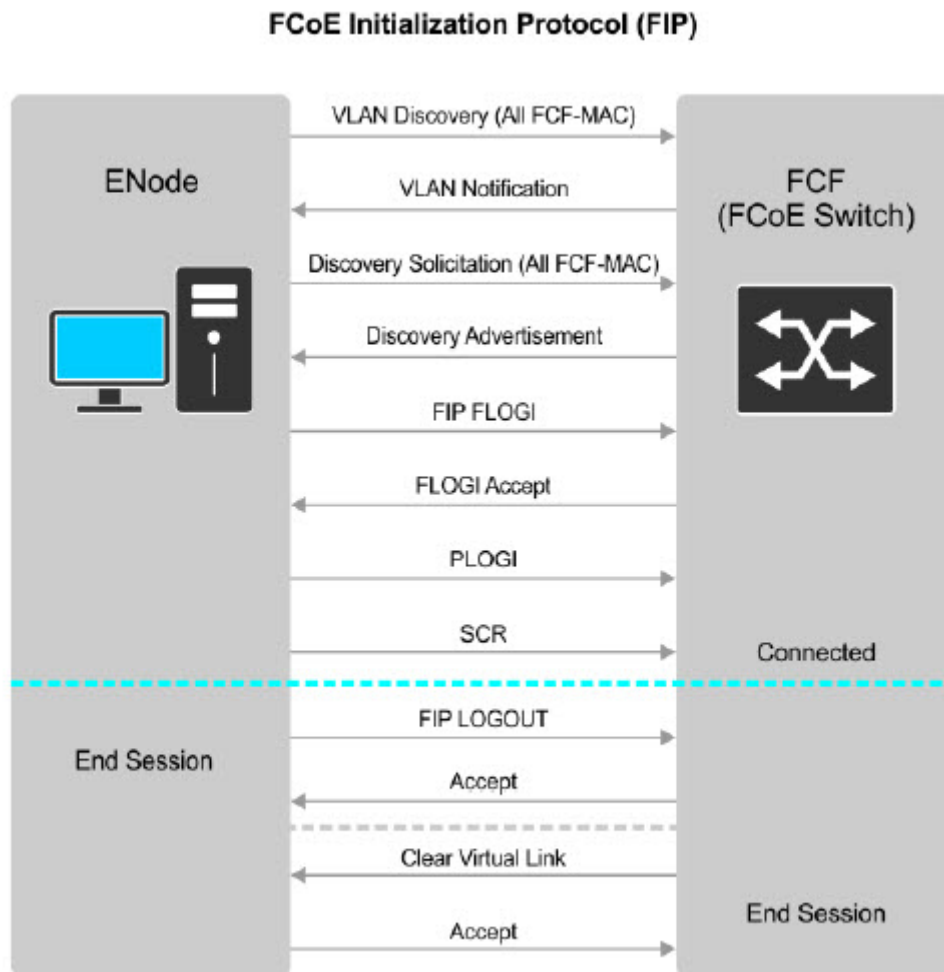 FCoE Initialization Protocol (FIP)
VLAN Discovery (All FCF-MAC)
ENode
VLAN Notification
FCF
(FCoE Switch)
Discovery Solicitation (All FCF-MAC)
Discovery Advertisement
FIP FLOGI
FLOGI Accept
PLOGI
SCR
Connected
FIP LOGOUT
End Session
Accept
Clear Virtual Link
End Session
Accept